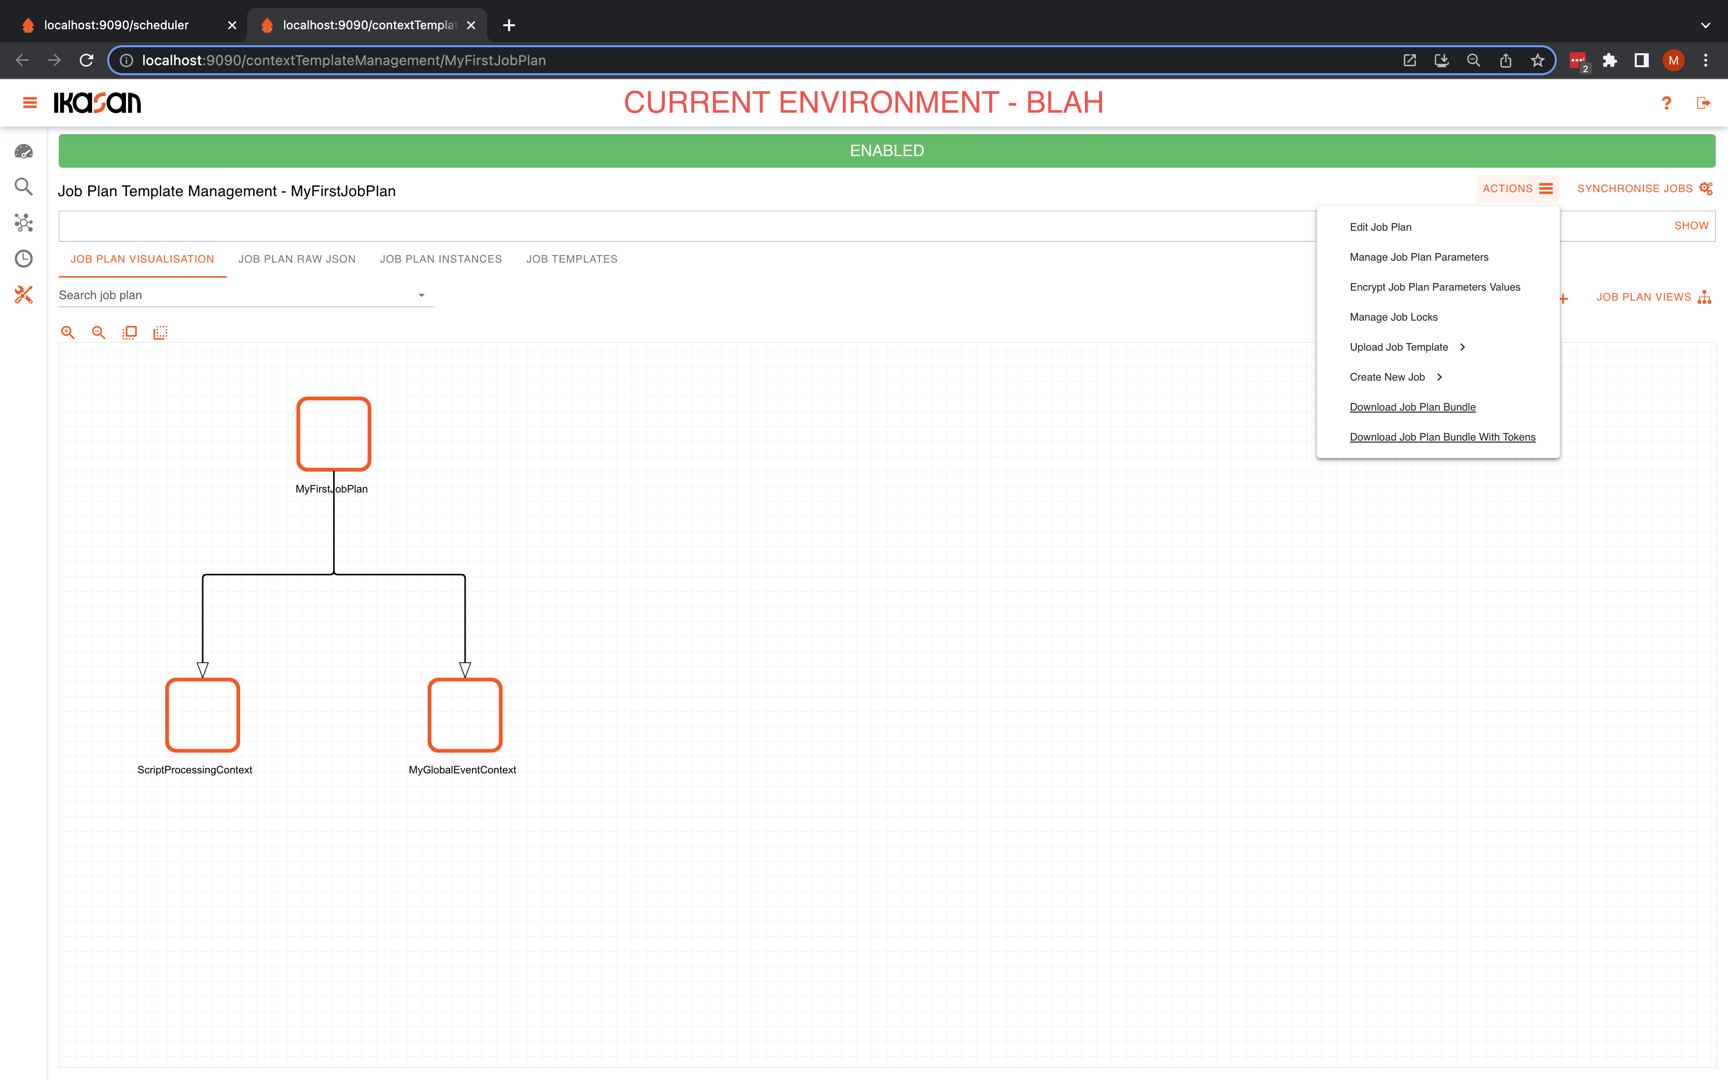 localhost:9090/scheduler
localhost:9090/contextTempla
localhost:9090/contextTemplateManagement/MyFirstJobPlan
2
M
IKASAN
CURRENT ENVIRONMENT - BLAH
?
ENABLED
Job Plan Template Management - MyFirstJobPlan
ACTIONS
SYNCHRONISE JOBS
SHOW
Edit Job Plan
Manage Job Plan Parameters
Encrypt Job Plan Parameters Values
Manage Job Locks
Upload Job Template
Create New Job
Download Job Plan Bundle
Download Job Plan Bundle With Tokens
JOB PLAN VISUALISATION
JOB PLAN RAW JSON
JOB PLAN INSTANCES
JOB TEMPLATES
Search job plan
JOB PLAN VIEWS
MyFirstJobPlan
ScriptProcessingContext
MyGlobalEventContext